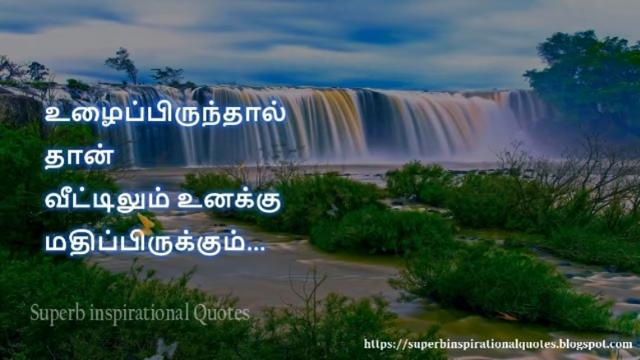 உழைப்பிருந்தால்
தான்
வீட்டிலும் உனக்கு
மதிப்பிருக்கும்...
Superb inspirational Quotes
https://superbinspirationalquotes.blogspot.com